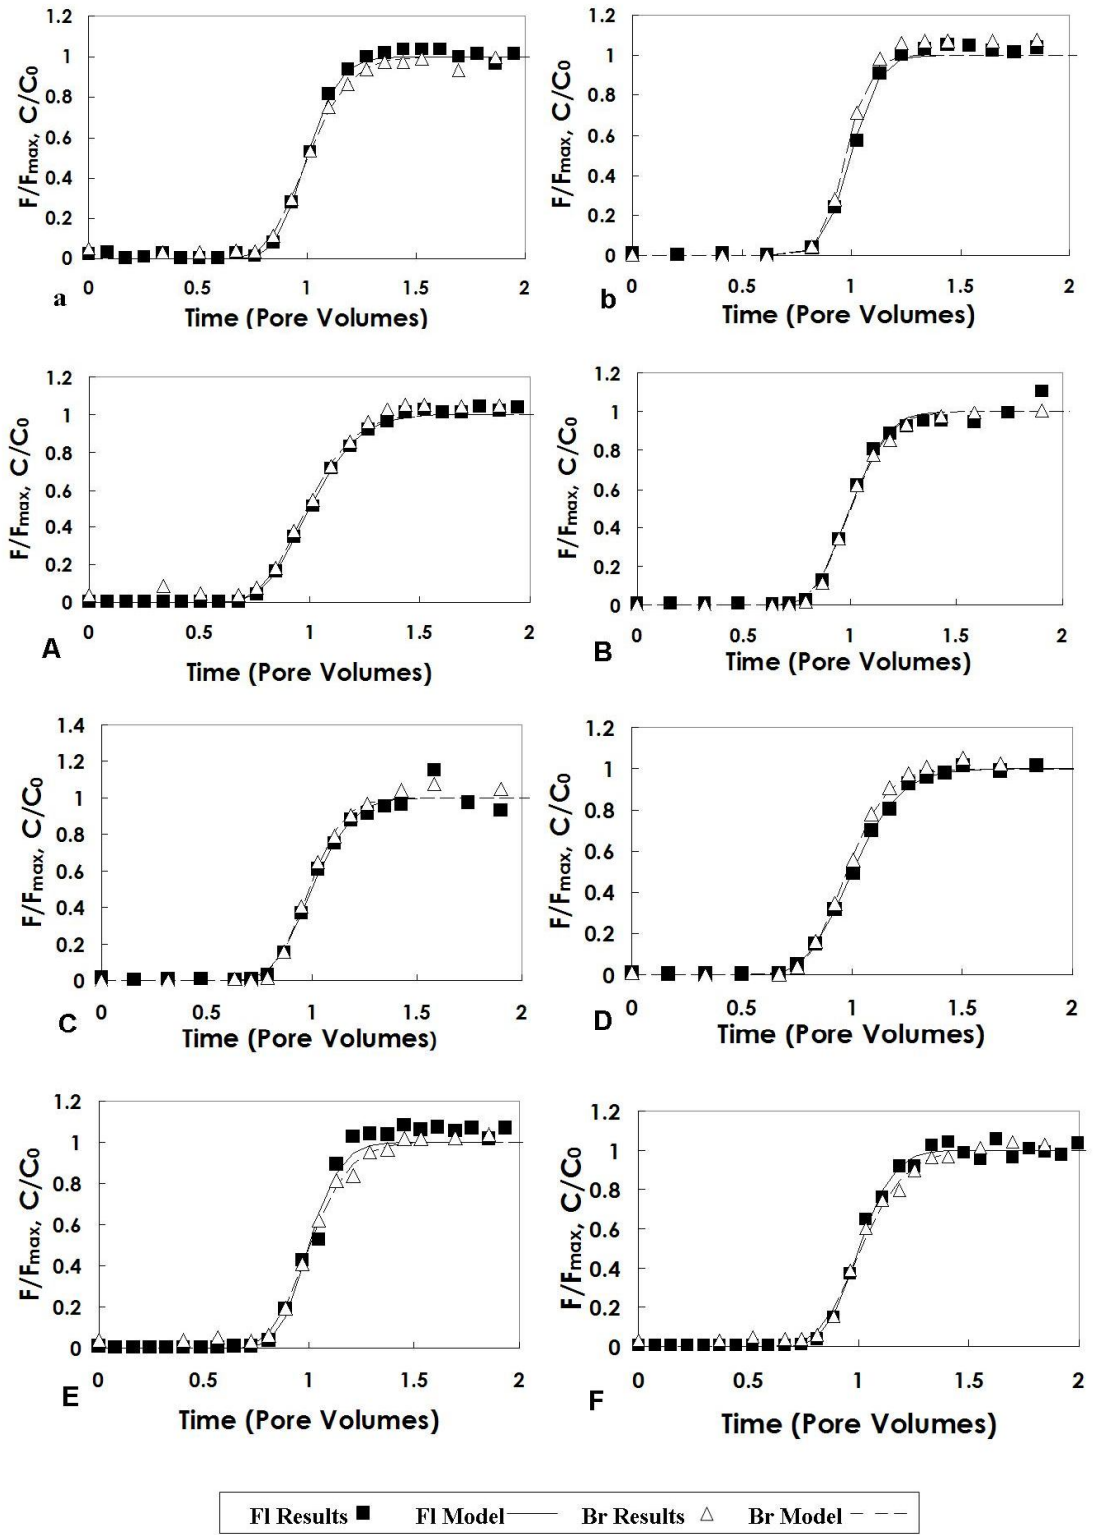 1.2
1
0.8
0.6
0.4
0.2
0
F/Fmax, C/C0
0 0.5 1 1.5 2
a Time (Pore Volumes)
1.2
1
0.8
0.6
0.4
0.2
0
F/Fmax, C/C0
0 0.5 1 1.5 2
b Time (Pore Volumes)
1.2
1
0.8
0.6
0.4
0.2
0
F/Fmax, C/C0
0 0.5 1 1.5 2
A Time (Pore Volumes)
1.2
1
0.8
0.6
0.4
0.2
0
F/Fmax, C/C0
0 0.5 1 1.5 2
B Time (Pore Volumes)
1.4
1.2
1
0.8
0.6
0.4
0.2
0
F/Fmax, C/C0
0 0.5 1 1.5 2
C Time (Pore Volumes)
1.2
1
0.8
0.6
0.4
0.2
0
F/Fmax, C/C0
0 0.5 1 1.5 2
D Time (Pore Volumes)
1.2
1
0.8
0.6
0.4
0.2
0
F/Fmax, C/C0
0 0.5 1 1.5 2
E Time (Pore Volumes)
1.2
1
0.8
0.6
0.4
0.2
0
F/Fmax, C/C0
0 0.5 1 1.5 2
F Time (Pore Volumes)
Fl Results Fl Model Br Results Br Model